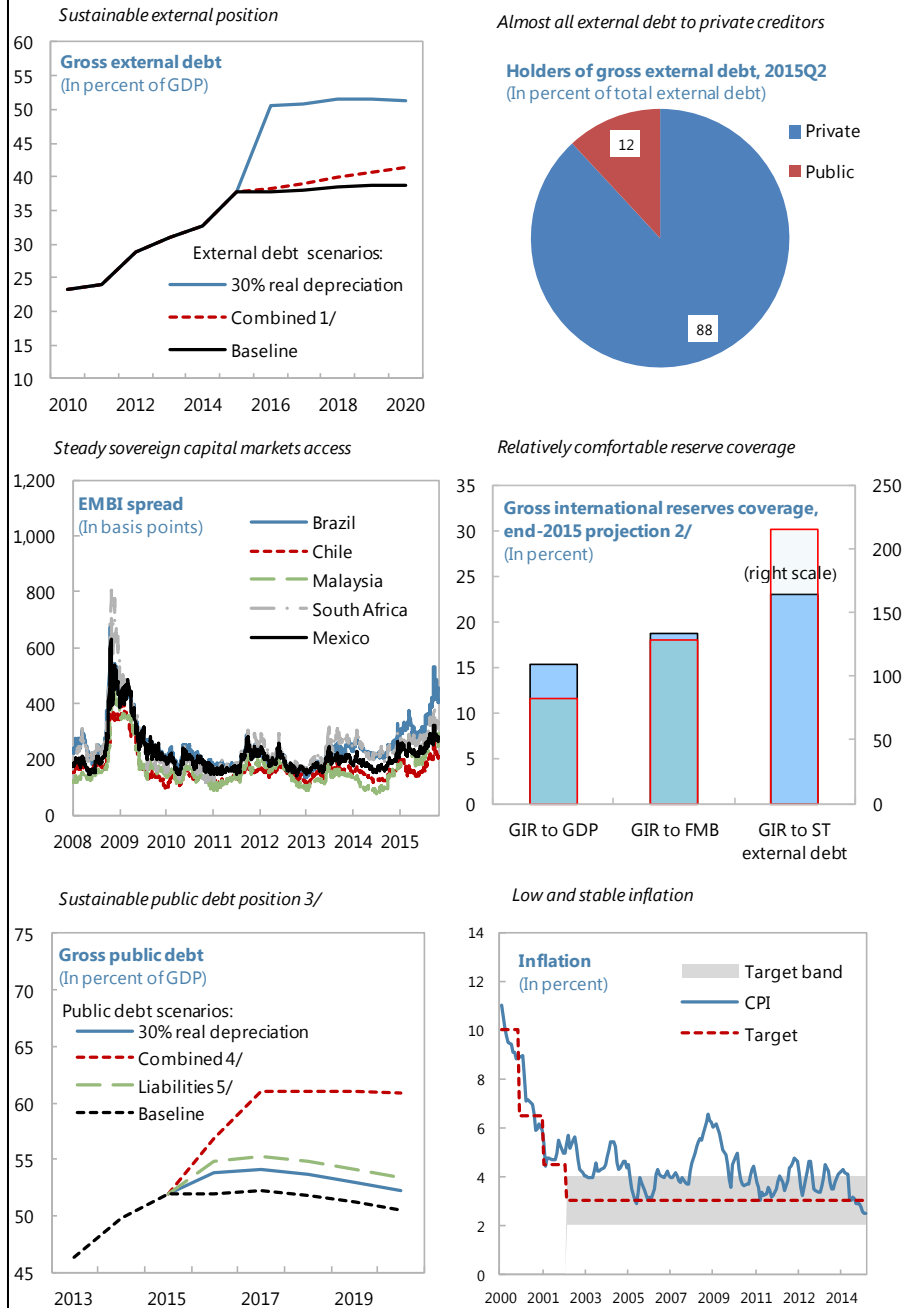 Sustainable external position
Gross external debt
(In percent of GDP)
60
55
50
45
40
35
30
25
20
15
10
External debt scenarios:
30% real depreciation
Combined 1/
Baseline
2010 2012 2014 2016 2018 2020
Almost all external debt to private creditors
Holders of gross external debt, 2015Q2
(In percent of total external debt)
Private
Public
12
88
Steady sovereign capital markets access
EMBI spread
(In basis points)
1,200
1,000
800
600
400
200
0
Brazil
Chile
Malaysia
South Africa
Mexico
2008 2009 2010 2011 2012 2013 2014 2015
Relatively comfortable reserve coverage
Gross international reserves coverage,
end-2015 projection 2/
(In percent)
35
30
25
20
15
10
5
0
250
200
150
100
50
0
(right scale)
GIR to GDP GIR to FMB GIR to ST
external debt
Sustainable public debt position 3/
Gross public debt
(In percent of GDP)
75
70
65
60
55
50
45
Public debt scenarios:
30% real depreciation
Combined 4/
Liabilities 5/
Baseline
2013 2015 2017 2019
Low and stable inflation
Inflation
(In percent)
14
12
10
8
6
4
2
0
Target band
CPI
Target
2000 2001 2003 2005 2006 2007 2009 2011 2012 2014